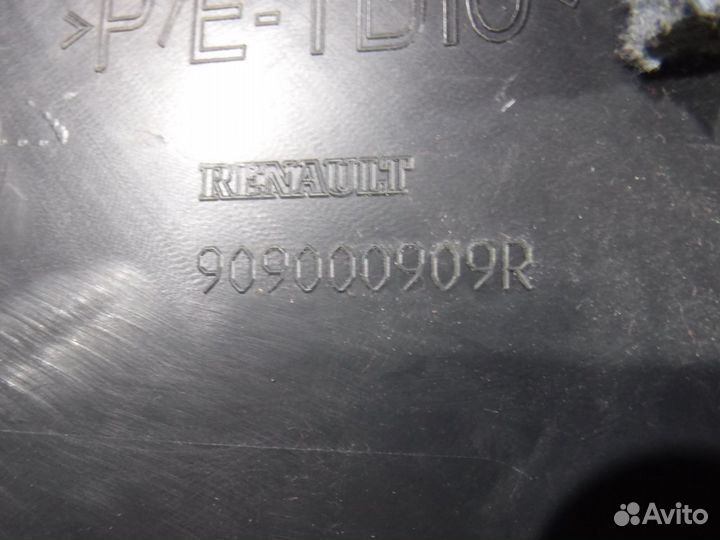 >P/E-TD10<
RENAULT
909000909R
Avito